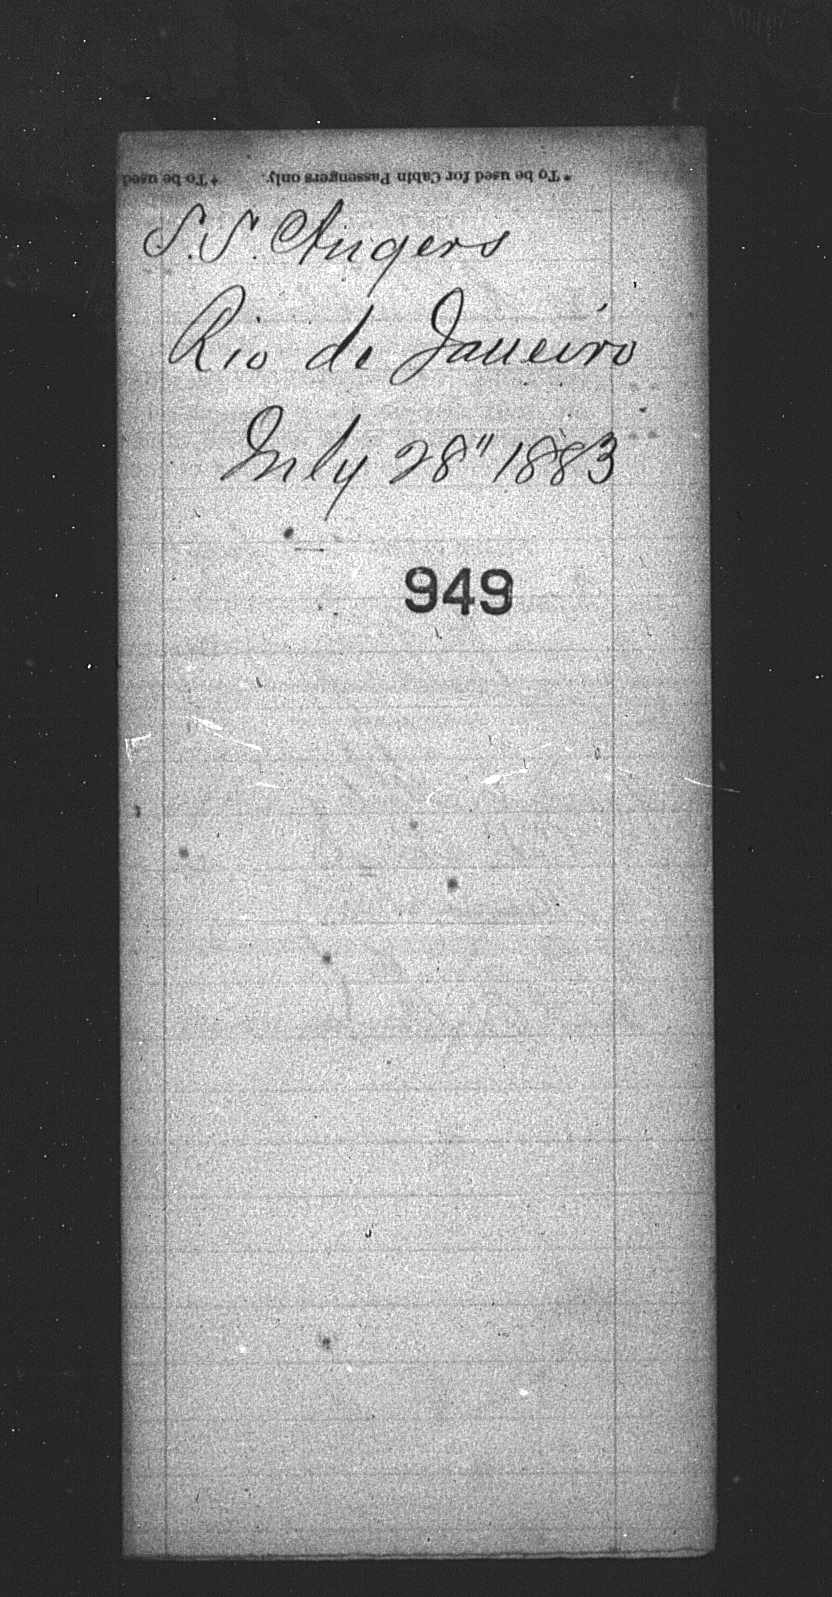 * To be used for Cabin Passengers only. † To be used
S.S. Angers
Rio de Janeiro
July 28" 1883
949